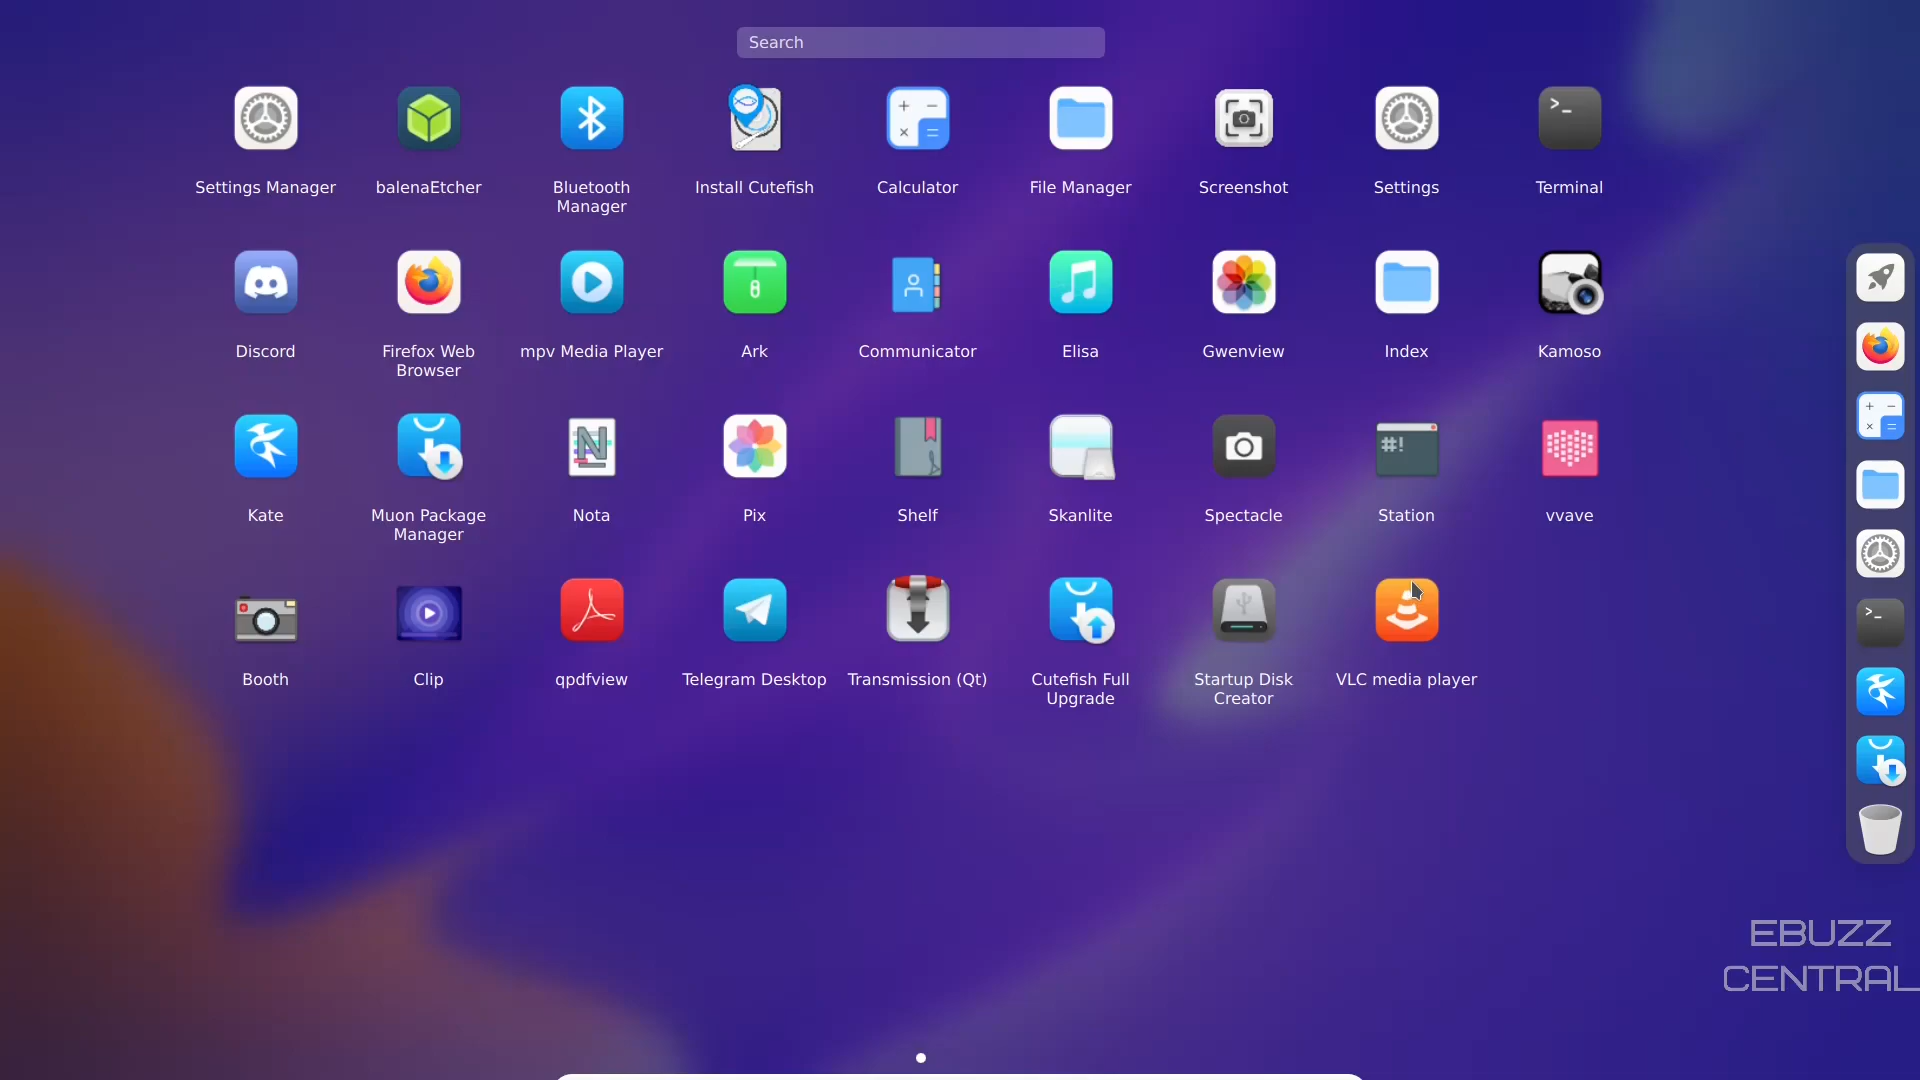 Search
Settings Manager
balenaEtcher
Bluetooth
Manager
Install Cutefish
Calculator
File Manager
Screenshot
Settings
Terminal
>_
Discord
Firefox Web
Browser
mpv Media Player
Ark
Communicator
Elisa
Gwenview
Index
Kamoso
Kate
Muon Package
Manager
N
Nota
Pix
Shelf
Skanlite
Spectacle
#!
Station
vvave
Booth
Clip
qpdfview
Telegram Desktop
Transmission (Qt)
Cutefish Full
Upgrade
Startup Disk
Creator
VLC media player
>_
EBUZZ
CENTRAL